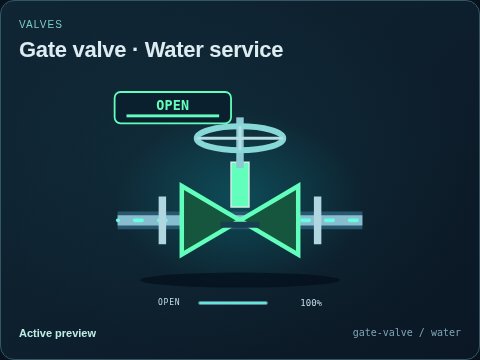 VALVES
Gate valve · Water service
OPEN
OPEN 100%
Active preview
gate-valve / water